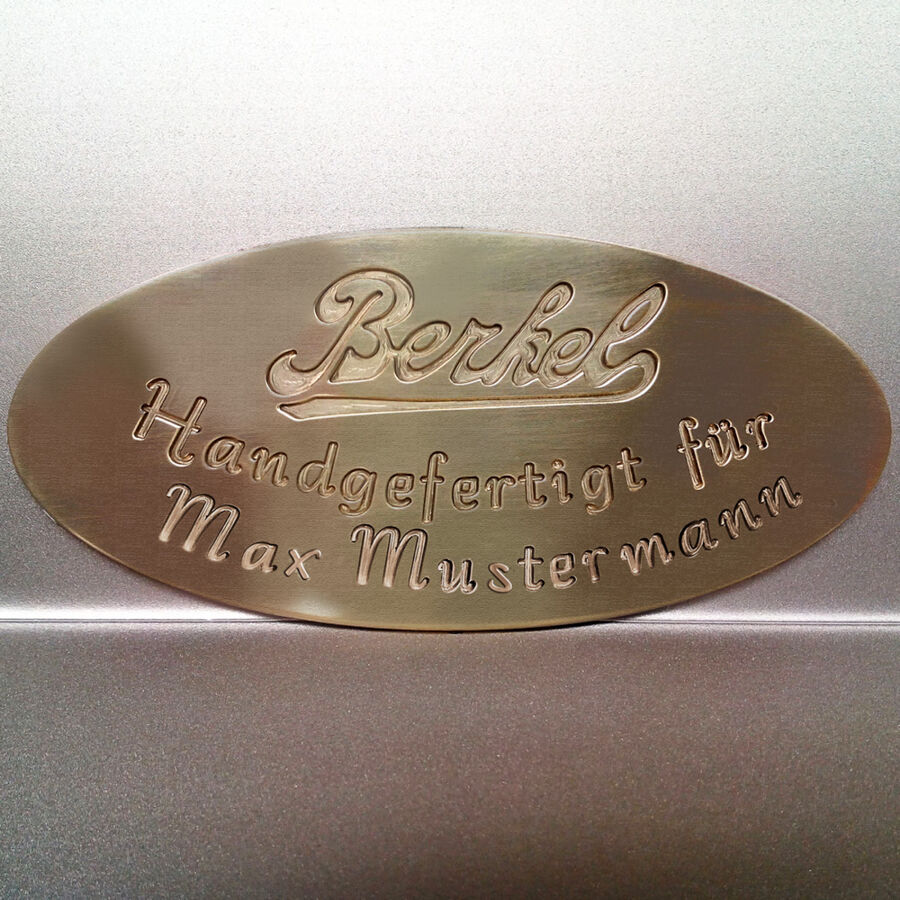 Berkel
Handgefertigt für
Max Mustermann